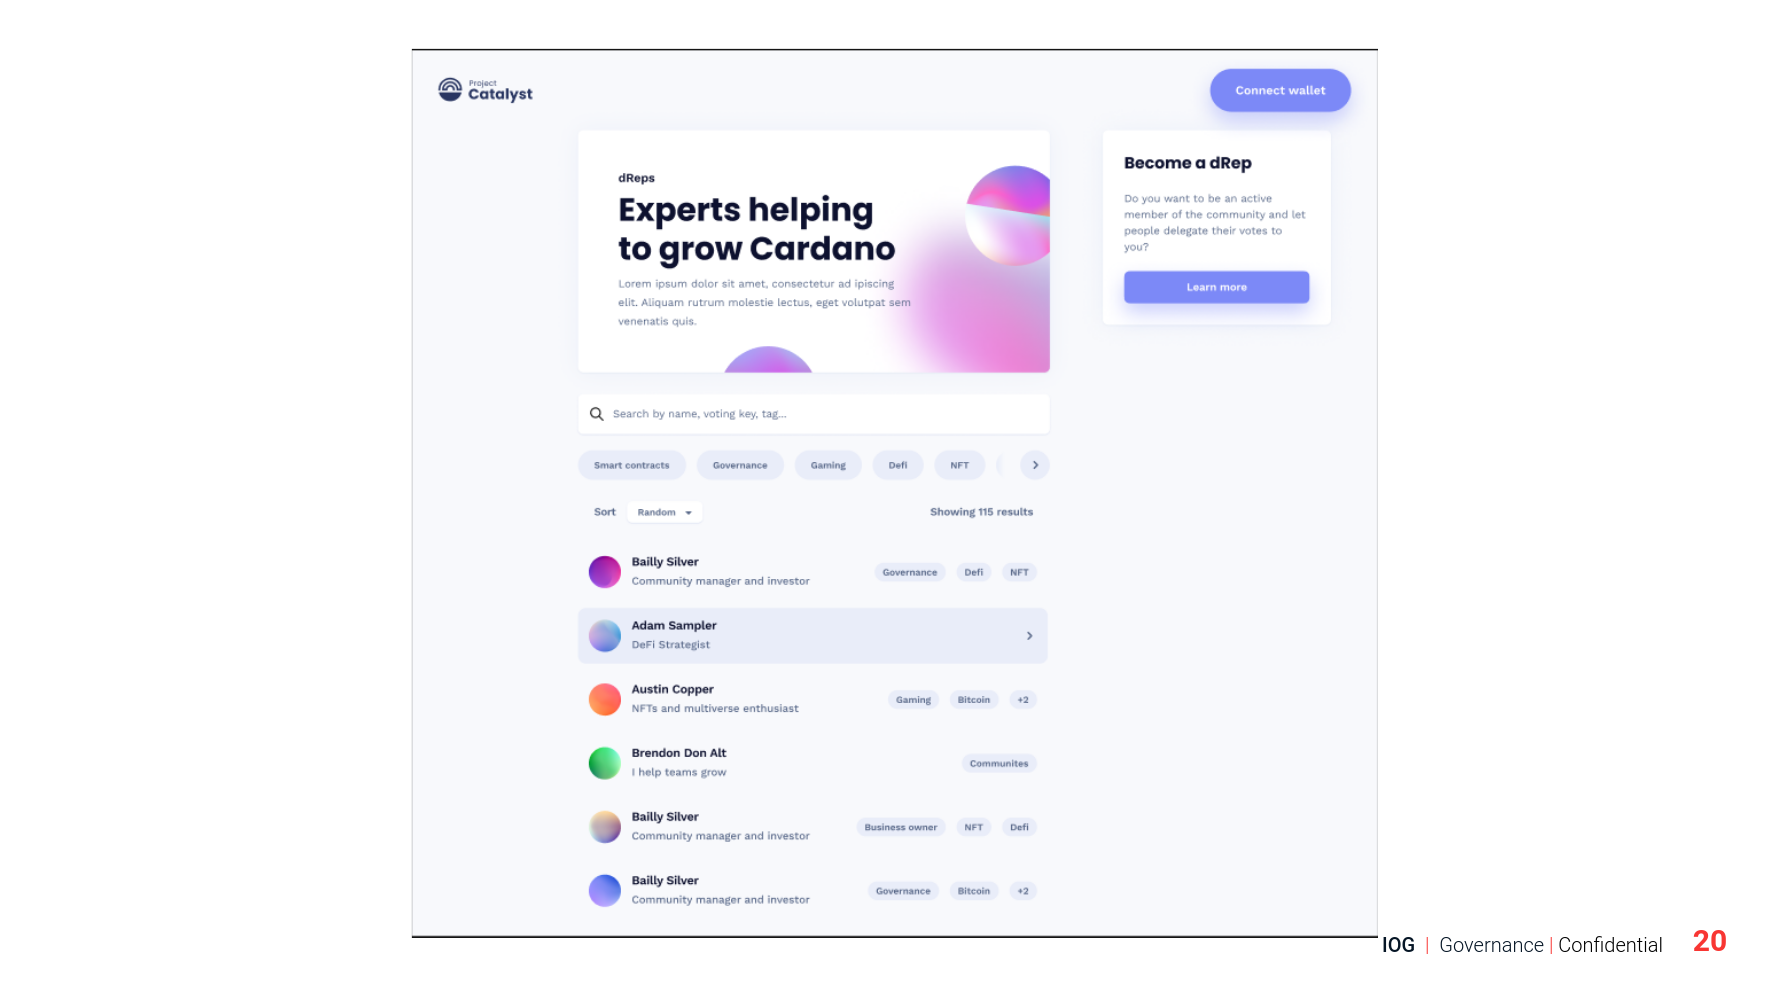 Project
Catalyst
Connect wallet
dReps
Experts helping
to grow Cardano
Lorem ipsum dolor sit amet, consectetur ad ipiscing
elit. Aliquam rutrum molestie lectus, eget volutpat sem
venenatis quis.
Become a dRep
Do you want to be an active
member of the community and let
people delegate their votes to
you?
Learn more
Search by name, voting key, tag...
Smart contracts Governance Gaming Defi NFT
Sort Random Showing 115 results
Bailly Silver
Community manager and investor
Governance Defi NFT
Adam Sampler
DeFi Strategist
Austin Copper
NFTs and multiverse enthusiast
Gaming Bitcoin +2
Brendon Don Alt
I help teams grow
Communites
Bailly Silver
Community manager and investor
Business owner NFT Defi
Bailly Silver
Community manager and investor
Governance Bitcoin +2
IOG | Governance | Confidential 20